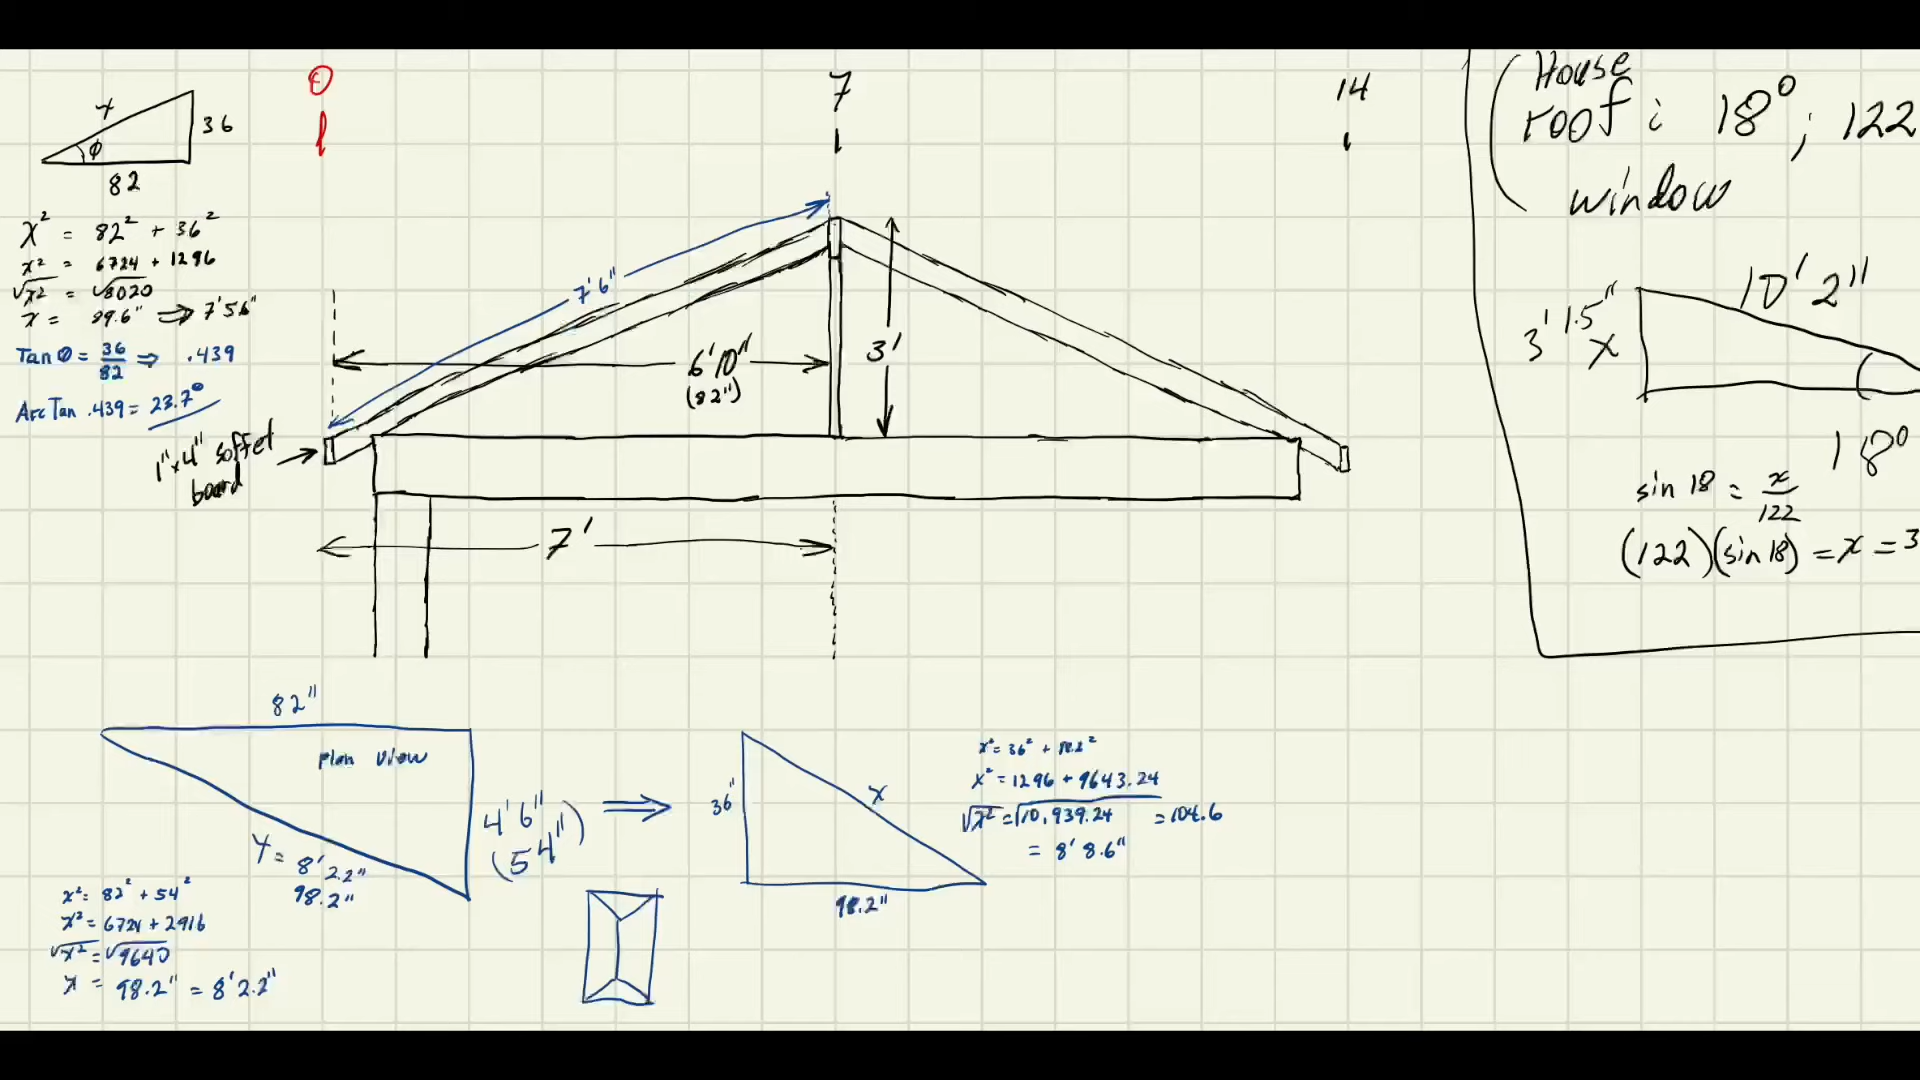 0
7
14
x
36
φ
82
x² = 82² + 36²
x² = 6724 + 1296
√x² = √8020
x = 89.6" ⇒ 7'5.6"
Tan θ = 36/82 ⇒ .439
ArcTan .439 = 23.7°
1"x4" soffet
board
7'6"
6'10"
(82")
3'
7'
House
roof : 18° ; 122
window
10' 2"
3' 1.5"
x
18°
sin 18 = x/122
(122)(sin 18) = x = 3
82"
Plan View
4'6"
(54")
Y = 8' 2.2"
98.2"
x² = 82² + 54²
x² = 6724 + 2916
√x² = √9640
x = 98.2" = 8' 2.2"
⇒
36"
x
98.2"
x² = 36² + 98.2²
x² = 1296 + 9643.24
√x² = √10,939.24 = 104.6
= 8' 8.6"